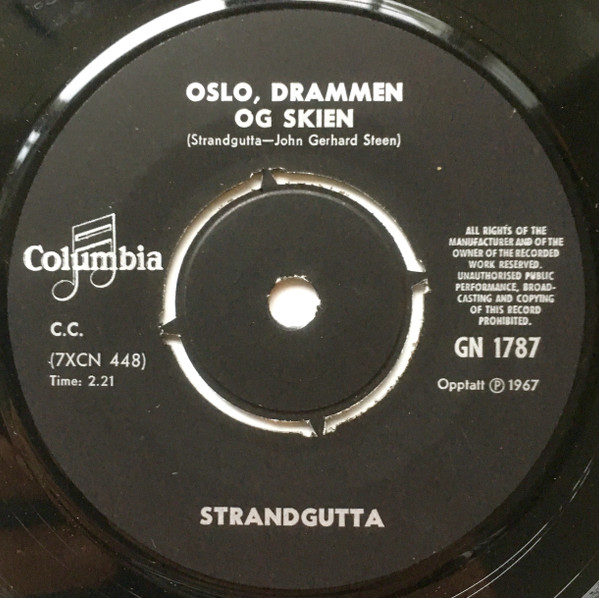 OSLO, DRAMMEN
OG SKIEN
(Strandgutta—John Gerhard Steen)
Columbia
C.C.
(7XCN 448)
Time: 2.21
ALL RIGHTS OF THE
MANUFACTURER AND OF THE
OWNER OF THE RECORDED
WORK RESERVED.
UNAUTHORISED PUBLIC
PERFORMANCE, BROAD-
CASTING AND COPYING
OF THIS RECORD
PROHIBITED.
GN 1787
Opptatt Ⓟ 1967
STRANDGUTTA